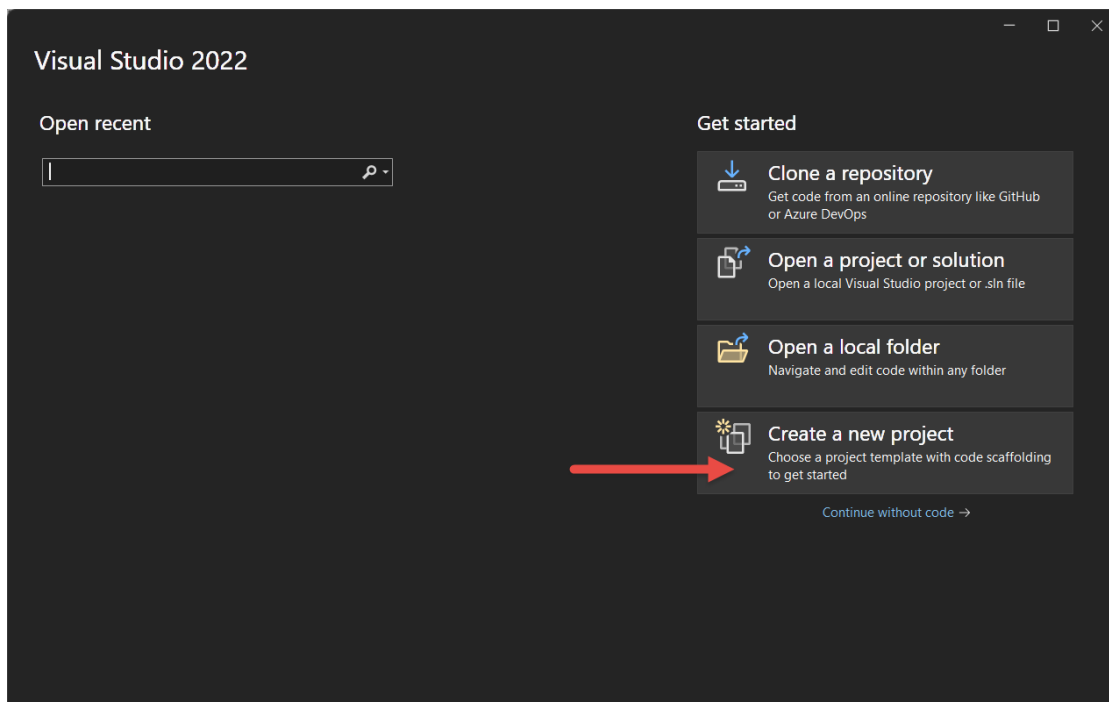 Visual Studio 2022
Open recent
Get started
Clone a repository
Get code from an online repository like GitHub
or Azure DevOps
Open a project or solution
Open a local Visual Studio project or .sln file
Open a local folder
Navigate and edit code within any folder
Create a new project
Choose a project template with code scaffolding
to get started
Continue without code →